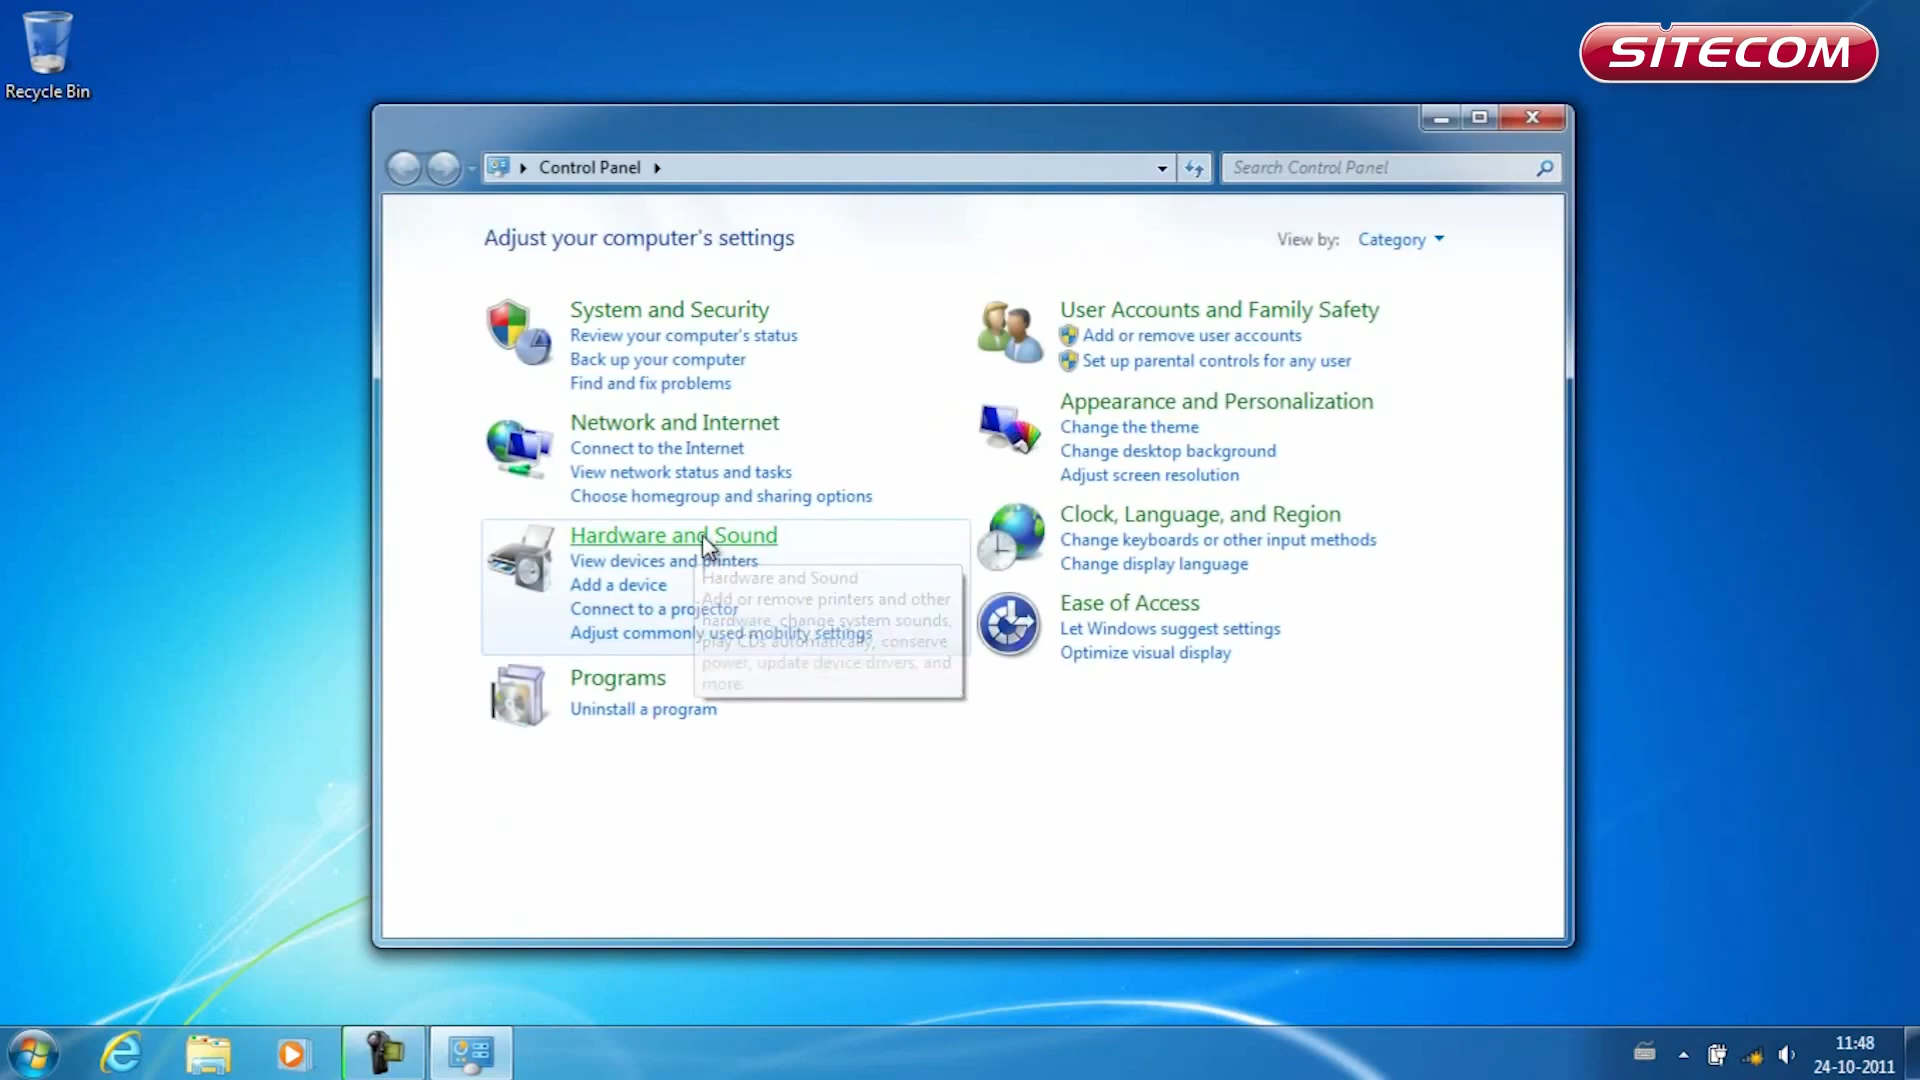 Recycle Bin
SITECOM
Control Panel
Search Control Panel
Adjust your computer's settings
View by: Category
System and Security
Review your computer's status
Back up your computer
Find and fix problems
Network and Internet
Connect to the Internet
View network status and tasks
Choose homegroup and sharing options
Hardware and Sound
View devices and printers
Add a device
Connect to a projector
Adjust commonly used mobility settings
Hardware and Sound
Add or remove printers and other
hardware, change system sounds,
play CDs automatically, conserve
power, update device drivers, and
more.
Programs
Uninstall a program
User Accounts and Family Safety
Add or remove user accounts
Set up parental controls for any user
Appearance and Personalization
Change the theme
Change desktop background
Adjust screen resolution
Clock, Language, and Region
Change keyboards or other input methods
Change display language
Ease of Access
Let Windows suggest settings
Optimize visual display
11:48
24-10-2011